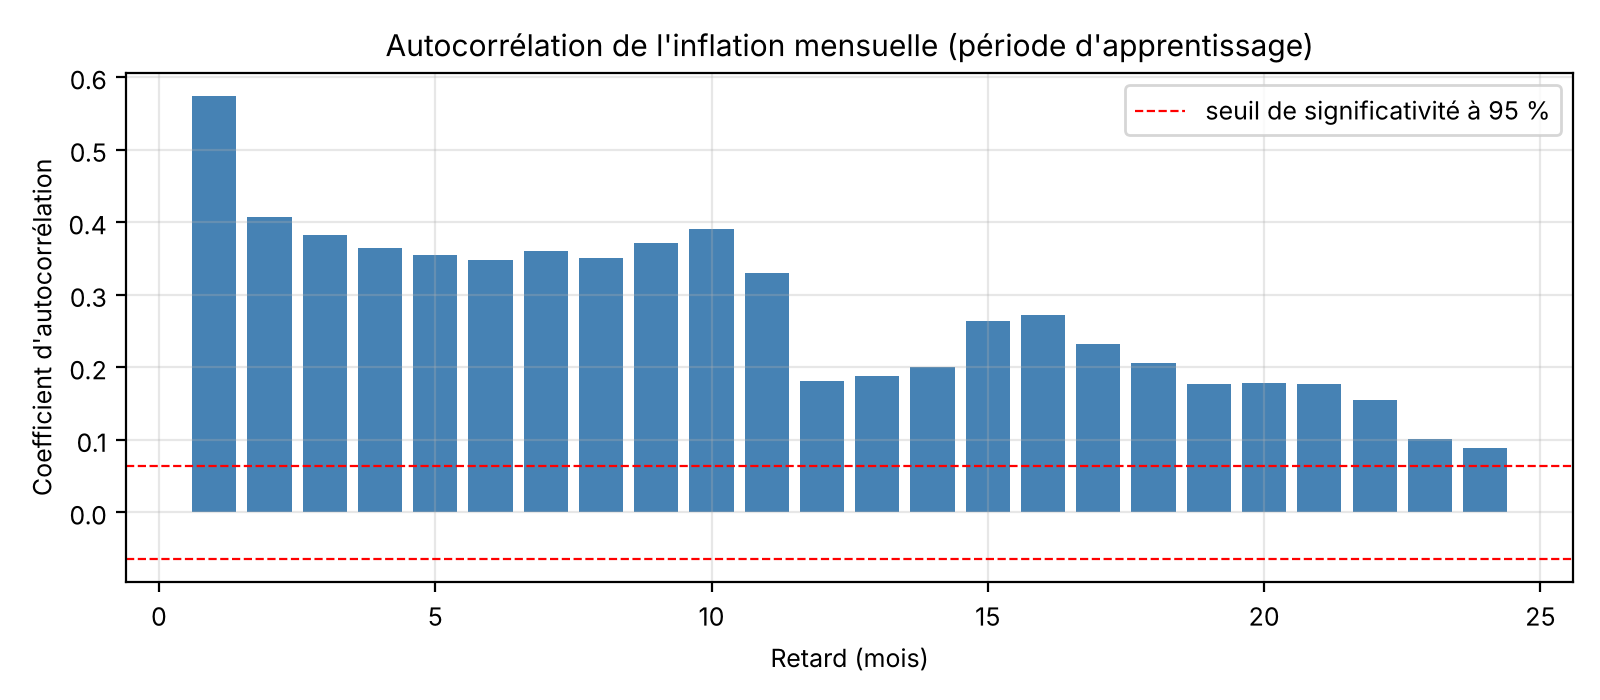 Autocorrélation de l'inflation mensuelle (période d'apprentissage)
seuil de significativité à 95 %
Coefficient d'autocorrélation
0.6
0.5
0.4
0.3
0.2
0.1
0.0
0 5 10 15 20 25
Retard (mois)